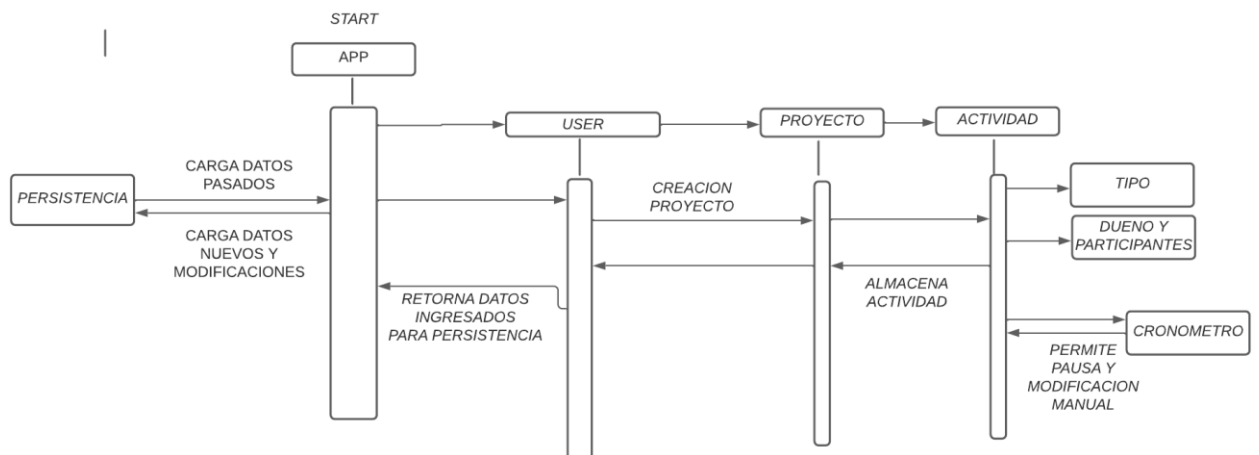 START
APP
USER
PROYECTO
ACTIVIDAD
CARGA DATOS
PASADOS
PERSISTENCIA
CARGA DATOS
NUEVOS Y
MODIFICACIONES
CREACION
PROYECTO
TIPO
DUENO Y
PARTICIPANTES
RETORNA DATOS
INGRESADOS
PARA PERSISTENCIA
ALMACENA
ACTIVIDAD
CRONOMETRO
PERMITE
PAUSA Y
MODIFICACION
MANUAL